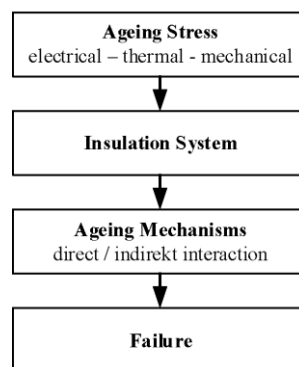 Ageing Stress
electrical – thermal - mechanical
Insulation System
Ageing Mechanisms
direct / indirekt interaction
Failure